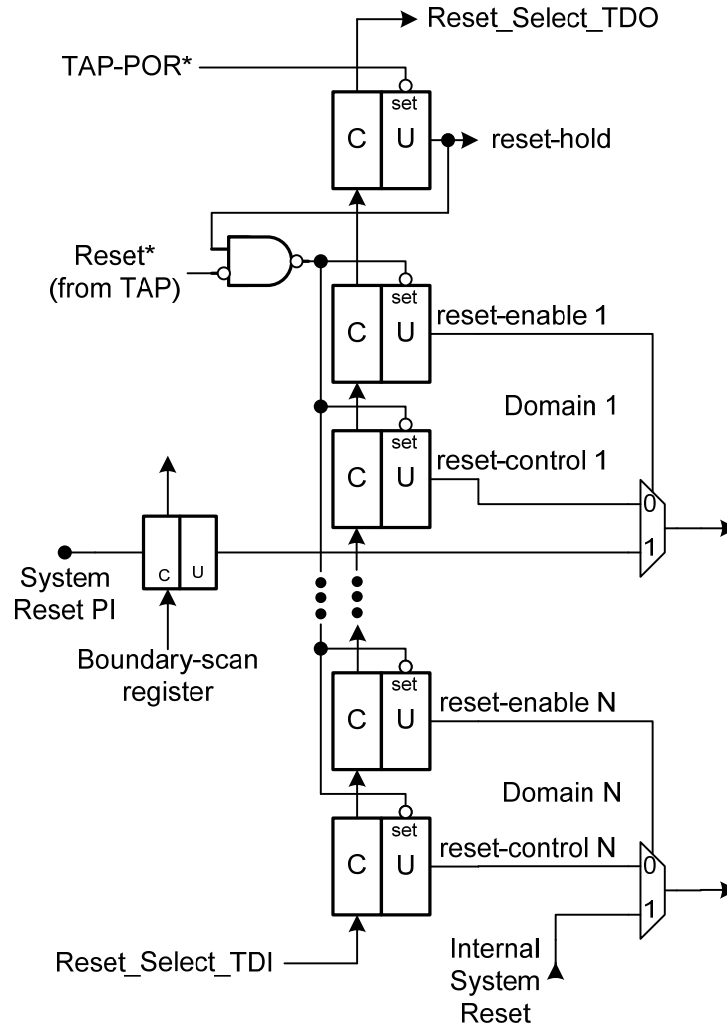 Reset_Select_TDO
TAP-POR*
set
C
U
reset-hold
Reset*
(from TAP)
set
C
U
reset-enable 1
Domain 1
set
C
U
reset-control 1
0
1
C
U
System
Reset PI
Boundary-scan
register
set
C
U
reset-enable N
Domain N
set
C
U
reset-control N
0
1
Reset_Select_TDI
Internal
System
Reset